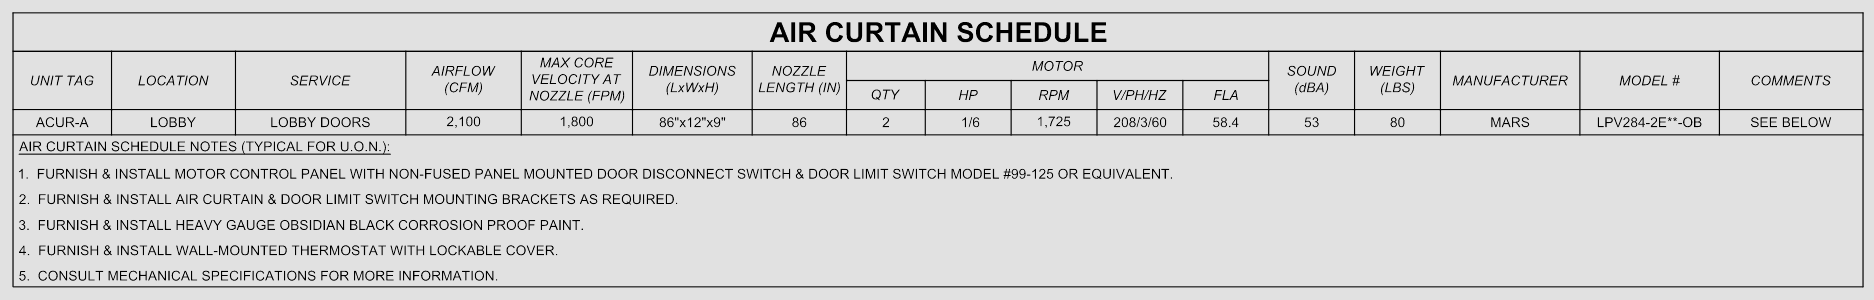 AIR CURTAIN SCHEDULE
UNIT TAG LOCATION SERVICE AIRFLOW (CFM) MAX CORE VELOCITY AT NOZZLE (FPM) DIMENSIONS (LxWxH) NOZZLE LENGTH (IN) MOTOR SOUND (dBA) WEIGHT (LBS) MANUFACTURER MODEL # COMMENTS
QTY HP RPM V/PH/HZ FLA
ACUR-A LOBBY LOBBY DOORS 2,100 1,800 86"x12"x9" 86 2 1/6 1,725 208/3/60 58.4 53 80 MARS LPV284-2E**-OB SEE BELOW
AIR CURTAIN SCHEDULE NOTES (TYPICAL FOR U.O.N.):
1. FURNISH & INSTALL MOTOR CONTROL PANEL WITH NON-FUSED PANEL MOUNTED DOOR DISCONNECT SWITCH & DOOR LIMIT SWITCH MODEL #99-125 OR EQUIVALENT.
2. FURNISH & INSTALL AIR CURTAIN & DOOR LIMIT SWITCH MOUNTING BRACKETS AS REQUIRED.
3. FURNISH & INSTALL HEAVY GAUGE OBSIDIAN BLACK CORROSION PROOF PAINT.
4. FURNISH & INSTALL WALL-MOUNTED THERMOSTAT WITH LOCKABLE COVER.
5. CONSULT MECHANICAL SPECIFICATIONS FOR MORE INFORMATION.